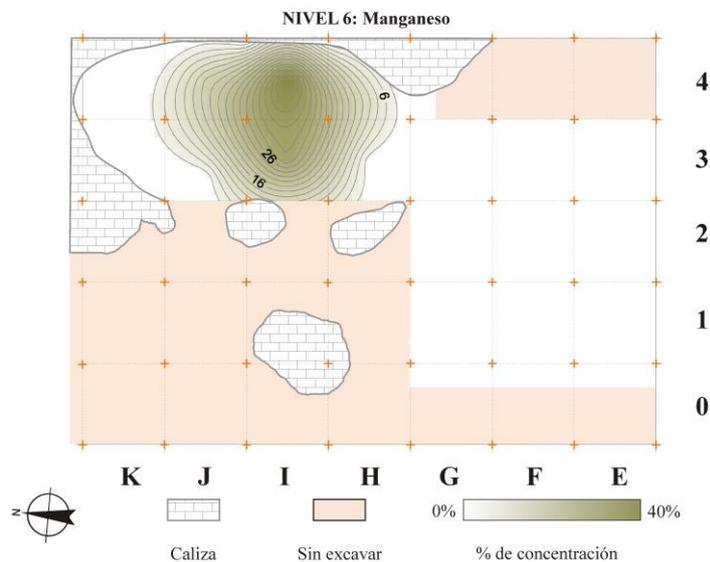 NIVEL 6: Manganeso
6
4
26
16
3
2
1
0
K J I H G F E
N
0% 40%
Caliza Sin excavar % de concentración